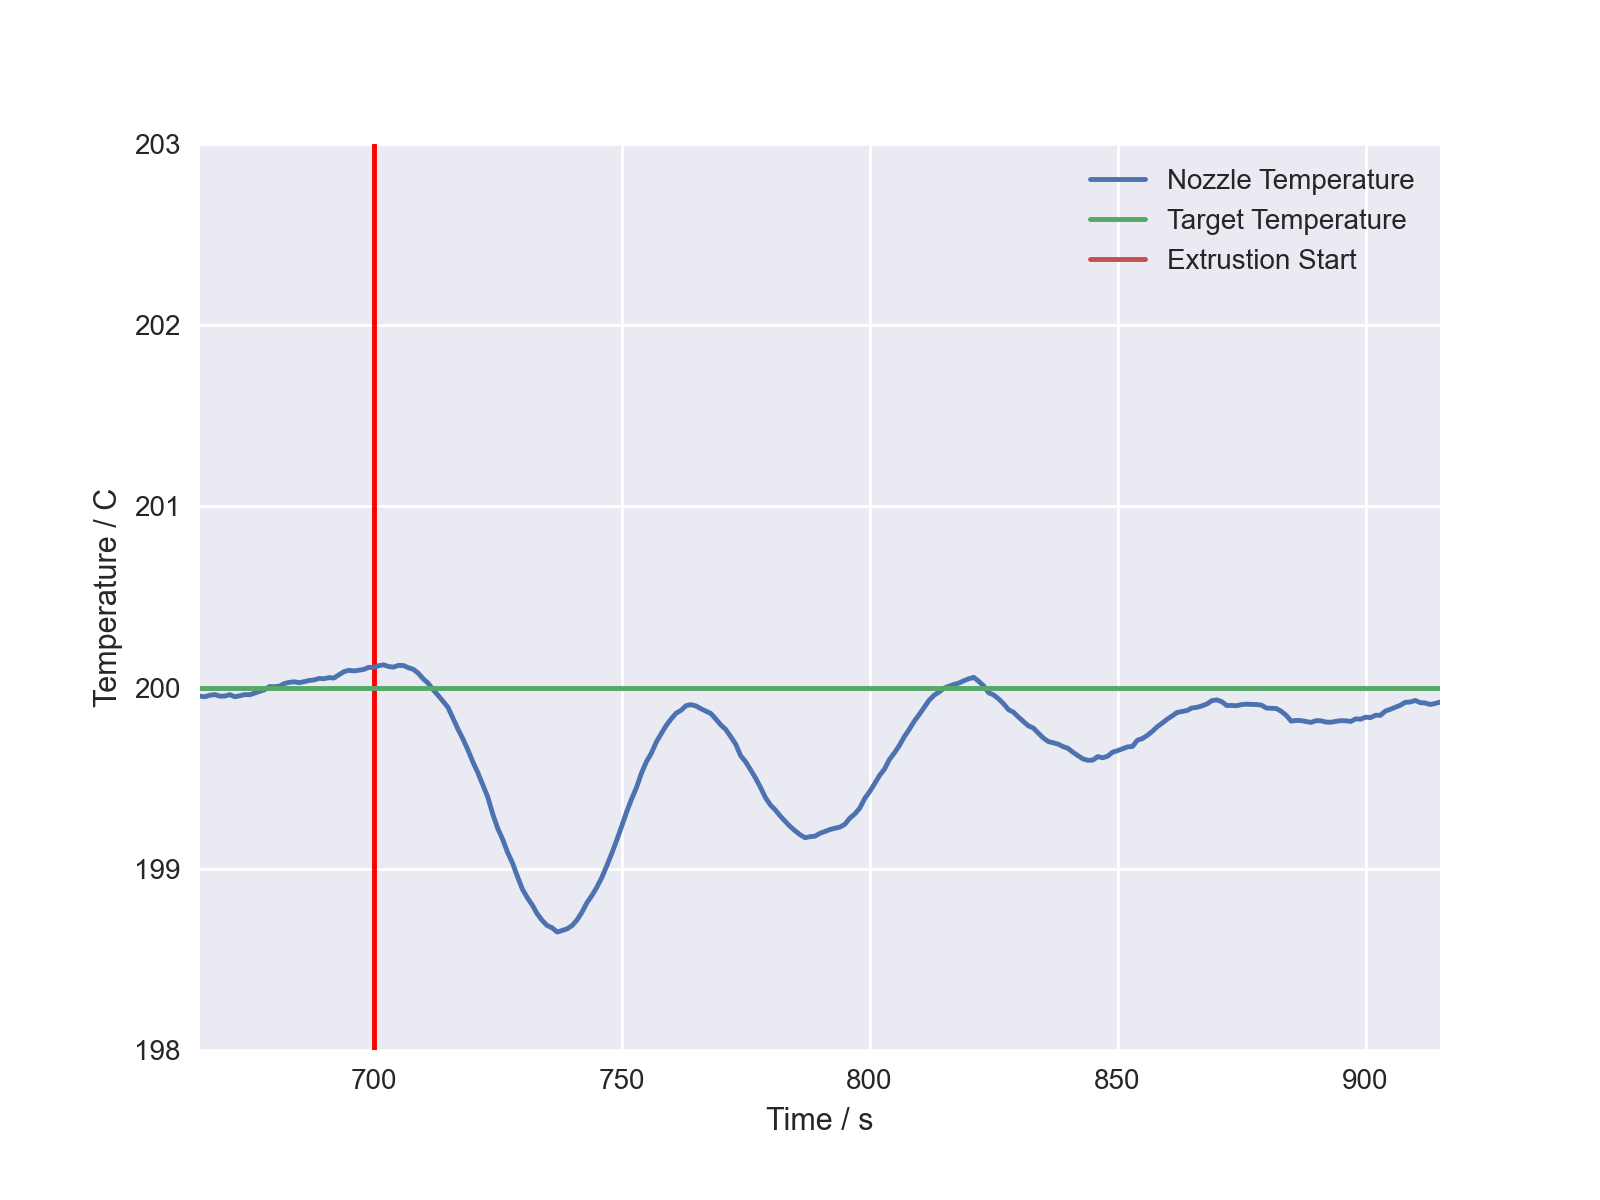 203
202
201
200
199
198
Temperature / C
Nozzle Temperature
Target Temperature
Extrustion Start
700 750 800 850 900
Time / s